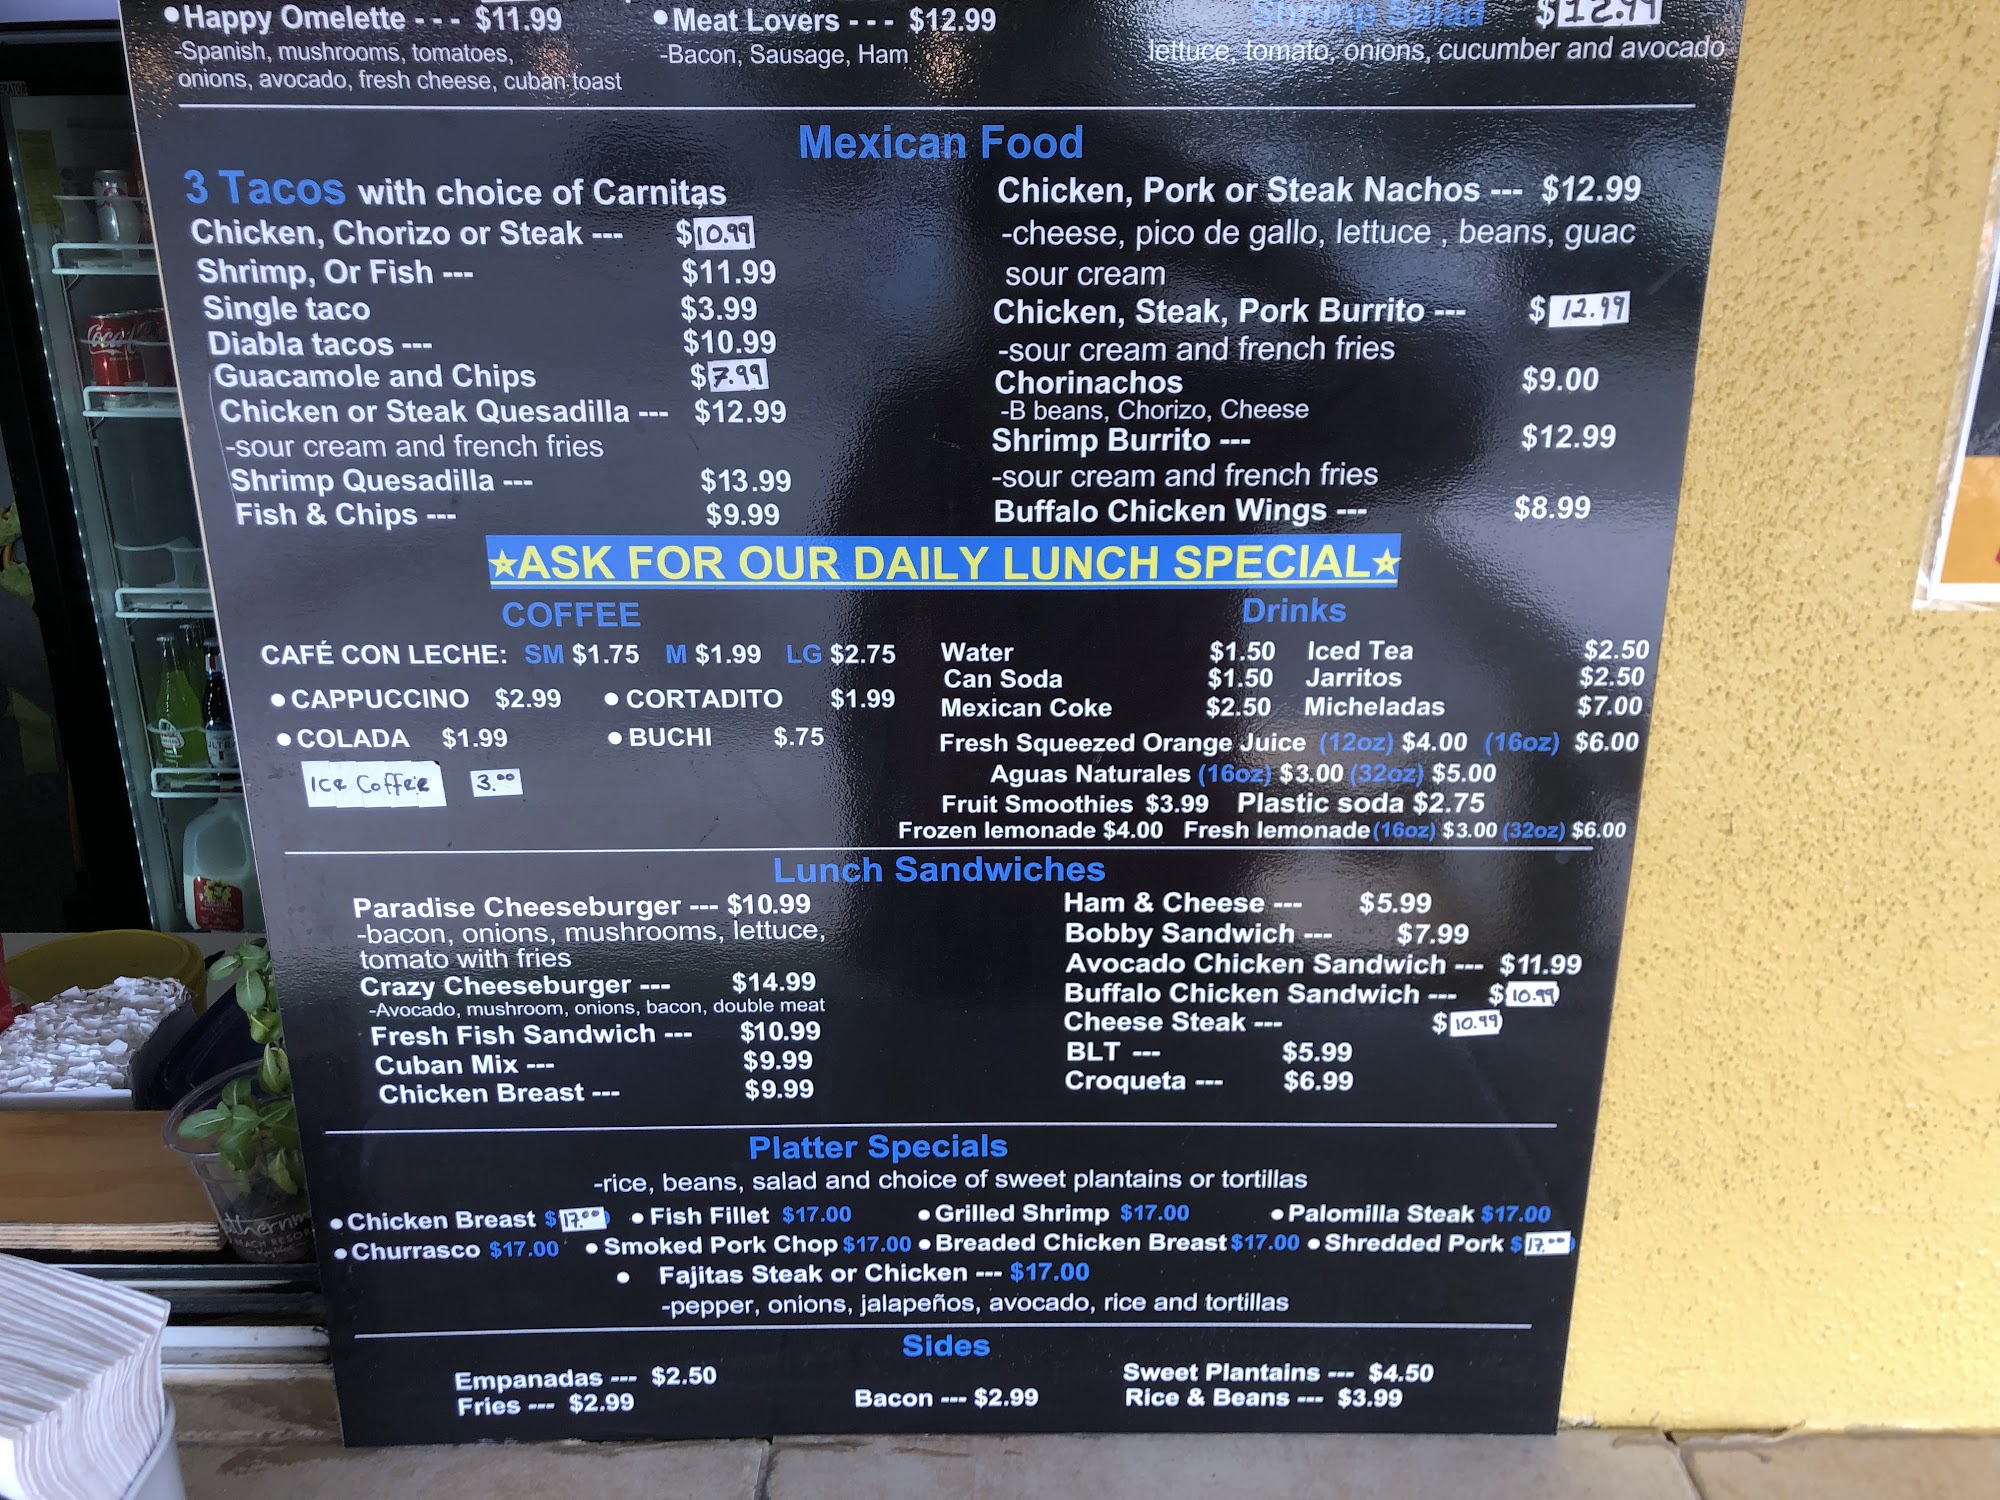 • Happy Omelette - - - $11.99
-Spanish, mushrooms, tomatoes,
onions, avocado, fresh cheese, cuban toast
• Meat Lovers - - - $12.99
-Bacon, Sausage, Ham
Shrimp Salad $12.99
lettuce, tomato, onions, cucumber and avocado
Mexican Food
3 Tacos with choice of Carnitas
Chicken, Chorizo or Steak --- $10.99
Shrimp, Or Fish --- $11.99
Single taco $3.99
Diabla tacos --- $10.99
Guacamole and Chips $7.99
Chicken or Steak Quesadilla --- $12.99
-sour cream and french fries
Shrimp Quesadilla --- $13.99
Fish & Chips --- $9.99
Chicken, Pork or Steak Nachos --- $12.99
-cheese, pico de gallo, lettuce , beans, guac
sour cream
Chicken, Steak, Pork Burrito --- $12.99
-sour cream and french fries
Chorinachos $9.00
-B beans, Chorizo, Cheese
Shrimp Burrito --- $12.99
-sour cream and french fries
Buffalo Chicken Wings --- $8.99
☆ASK FOR OUR DAILY LUNCH SPECIAL☆
COFFEE
CAFÉ CON LECHE: SM $1.75 M $1.99 LG $2.75
• CAPPUCCINO $2.99 • CORTADITO $1.99
• COLADA $1.99 • BUCHI $.75
Ice Coffee 3.00
Drinks
Water $1.50 Iced Tea $2.50
Can Soda $1.50 Jarritos $2.50
Mexican Coke $2.50 Micheladas $7.00
Fresh Squeezed Orange Juice (12oz) $4.00 (16oz) $6.00
Aguas Naturales (16oz) $3.00 (32oz) $5.00
Fruit Smoothies $3.99 Plastic soda $2.75
Frozen lemonade $4.00 Fresh lemonade (16oz) $3.00 (32oz) $6.00
Lunch Sandwiches
Paradise Cheeseburger --- $10.99
-bacon, onions, mushrooms, lettuce,
tomato with fries
Crazy Cheeseburger --- $14.99
-Avocado, mushroom, onions, bacon, double meat
Fresh Fish Sandwich --- $10.99
Cuban Mix --- $9.99
Chicken Breast --- $9.99
Ham & Cheese --- $5.99
Bobby Sandwich --- $7.99
Avocado Chicken Sandwich --- $11.99
Buffalo Chicken Sandwich --- $10.99
Cheese Steak --- $10.99
BLT --- $5.99
Croqueta --- $6.99
Platter Specials
-rice, beans, salad and choice of sweet plantains or tortillas
• Chicken Breast $17.00 • Fish Fillet $17.00 • Grilled Shrimp $17.00 • Palomilla Steak $17.00
• Churrasco $17.00 • Smoked Pork Chop $17.00 • Breaded Chicken Breast $17.00 • Shredded Pork $17.00
• Fajitas Steak or Chicken --- $17.00
-pepper, onions, jalapeños, avocado, rice and tortillas
Sides
Empanadas --- $2.50
Fries --- $2.99
Bacon --- $2.99
Sweet Plantains --- $4.50
Rice & Beans --- $3.99